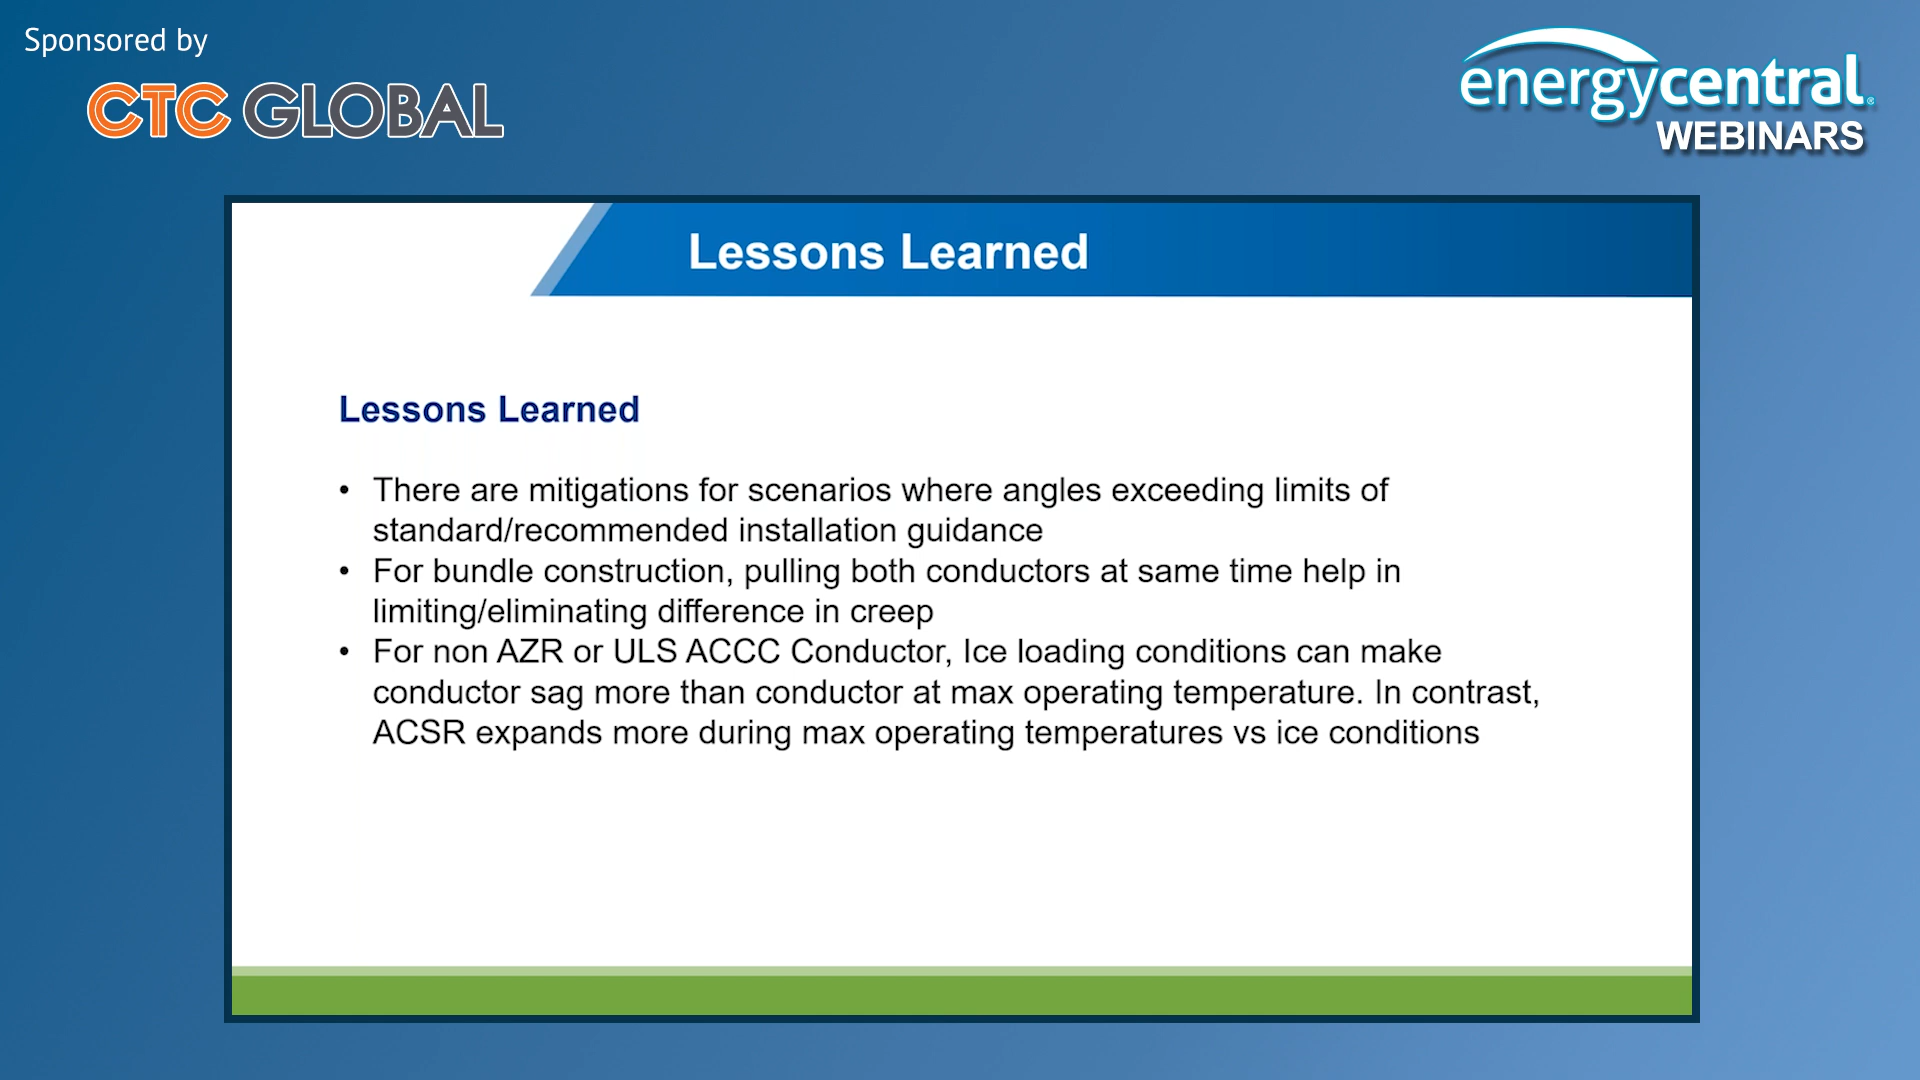 Sponsored by
CTC GLOBAL
energycentral®
WEBINARS
Lessons Learned
Lessons Learned
• There are mitigations for scenarios where angles exceeding limits of
standard/recommended installation guidance
• For bundle construction, pulling both conductors at same time help in
limiting/eliminating difference in creep
• For non AZR or ULS ACCC Conductor, Ice loading conditions can make
conductor sag more than conductor at max operating temperature. In contrast,
ACSR expands more during max operating temperatures vs ice conditions